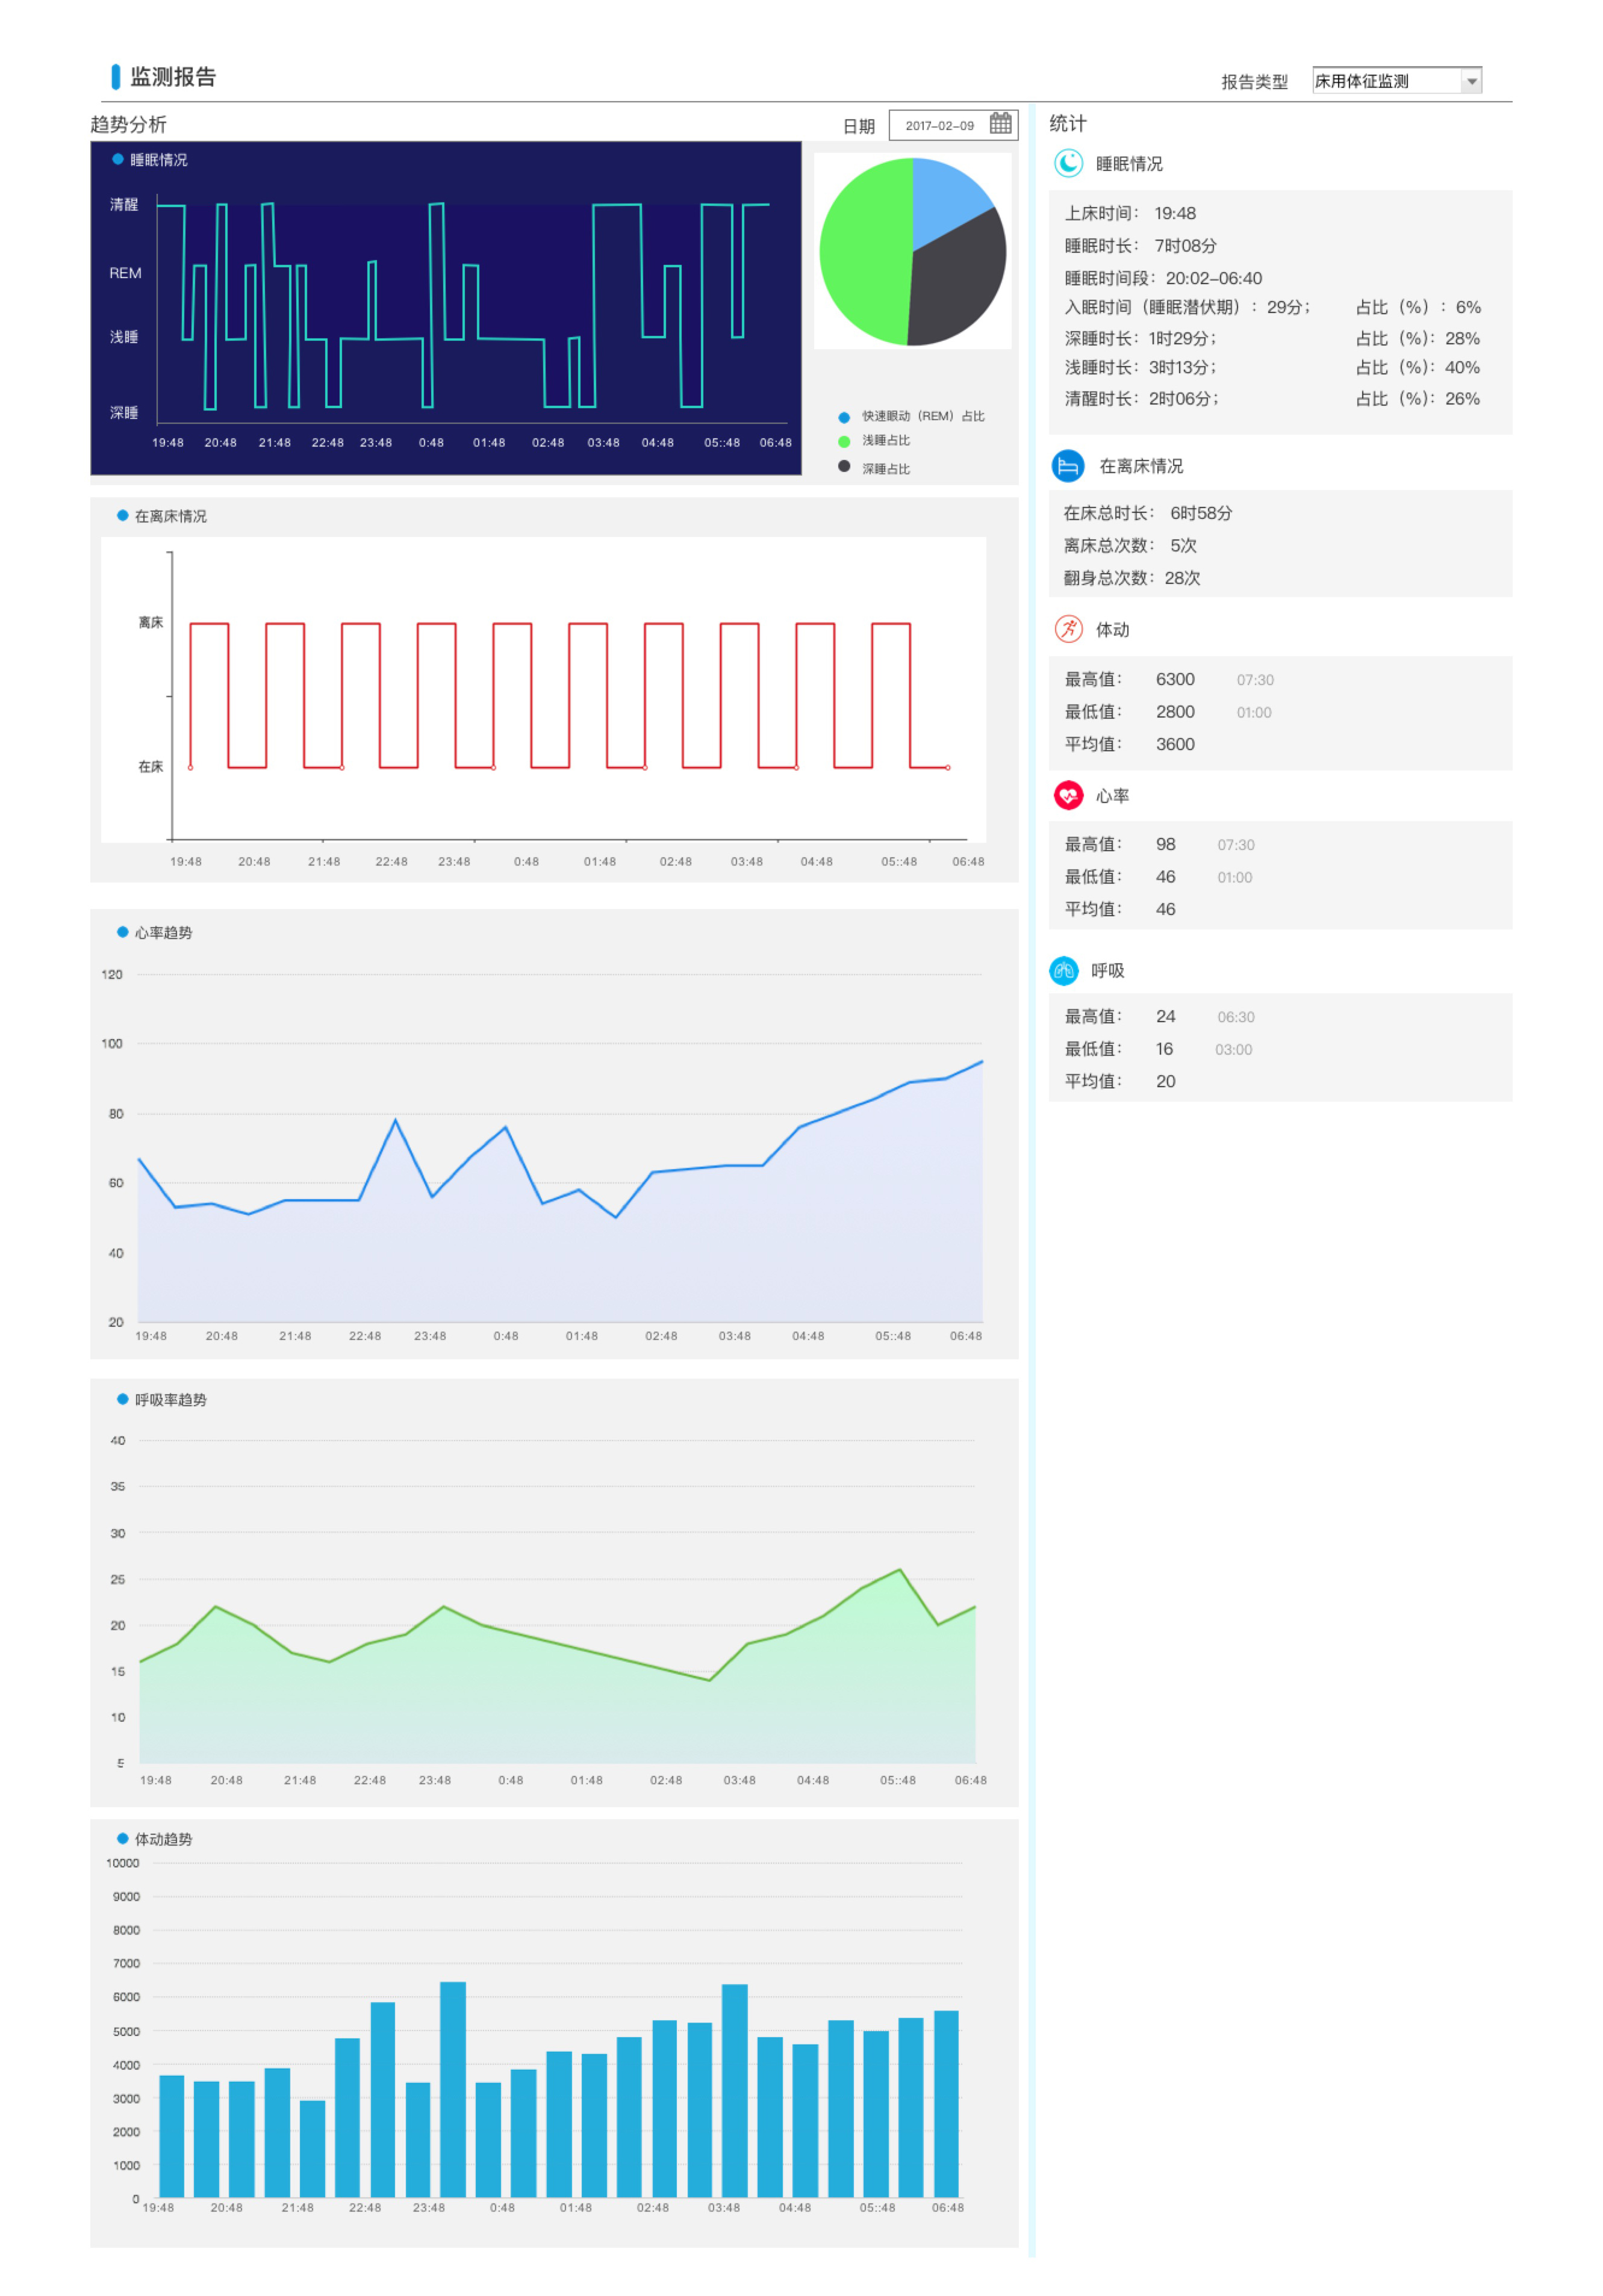 监测报告
报告类型 床用体征监测
趋势分析
日期 2017-02-09
睡眠情况
清醒
REM
浅睡
深睡
19:48 20:48 21:48 22:48 23:48 0:48 01:48 02:48 03:48 04:48 05::48 06:48
快速眼动（REM）占比
浅睡占比
深睡占比
在离床情况
离床
在床
19:48 20:48 21:48 22:48 23:48 0:48 01:48 02:48 03:48 04:48 05::48 06:48
心率趋势
120
100
80
60
40
20
19:48 20:48 21:48 22:48 23:48 0:48 01:48 02:48 03:48 04:48 05::48 06:48
呼吸率趋势
40
35
30
25
20
15
10
5
19:48 20:48 21:48 22:48 23:48 0:48 01:48 02:48 03:48 04:48 05::48 06:48
体动趋势
10000
9000
8000
7000
6000
5000
4000
3000
2000
1000
0
19:48 20:48 21:48 22:48 23:48 0:48 01:48 02:48 03:48 04:48 05::48 06:48
统计
睡眠情况
上床时间： 19:48
睡眠时长： 7时08分
睡眠时间段：20:02-06:40
入眠时间（睡眠潜伏期）：29分； 占比（%）：6%
深睡时长：1时29分； 占比（%）：28%
浅睡时长：3时13分； 占比（%）：40%
清醒时长：2时06分； 占比（%）：26%
在离床情况
在床总时长： 6时58分
离床总次数： 5次
翻身总次数：28次
体动
最高值： 6300 07:30
最低值： 2800 01:00
平均值： 3600
心率
最高值： 98 07:30
最低值： 46 01:00
平均值： 46
呼吸
最高值： 24 06:30
最低值： 16 03:00
平均值： 20